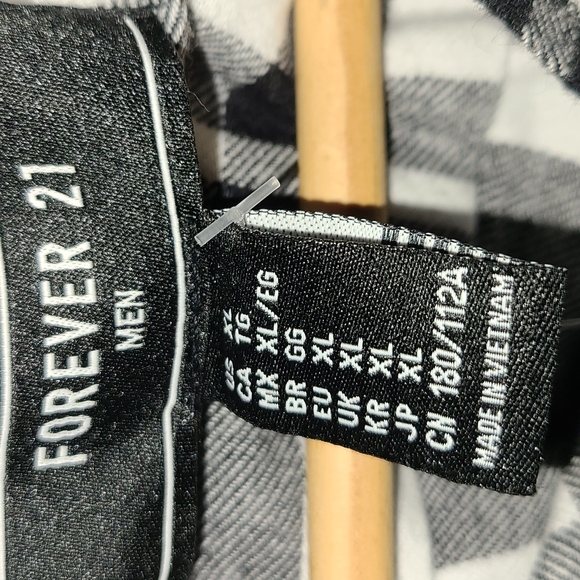 FOREVER 21
MEN
US XL
CA TG
MX XL/EG
BR GG
EU XL
UK XL
KR XL
JP XL
CN 180/112A
MADE IN VIETNAM